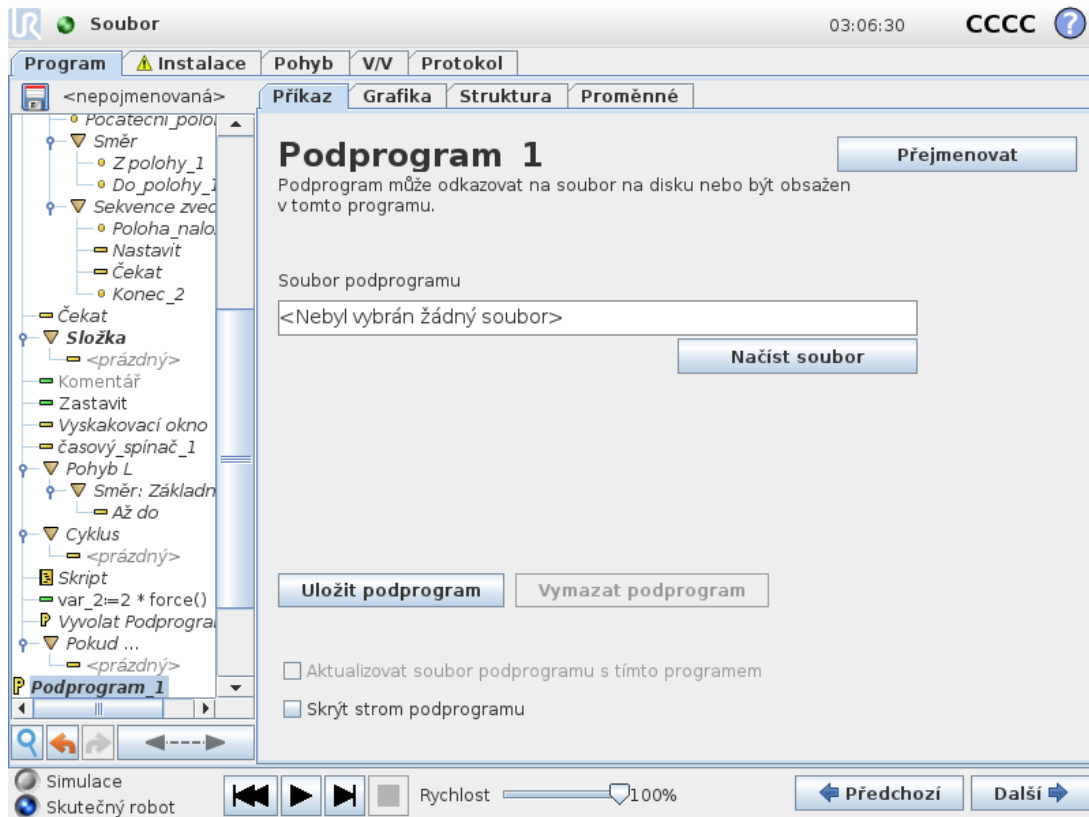 Soubor
03:06:30
CCCC
?
Program
Instalace
Pohyb
V/V
Protokol
<nepojmenovaná>
Příkaz
Grafika
Struktura
Proměnné
Počáteční_polo
Směr
Z polohy_1
Do_polohy_1
Sekvence zved
Poloha_nalo
Nastavit
Čekat
Konec_2
Čekat
Složka
<prázdný>
Komentář
Zastavit
Vyskakovací okno
časový_spínač_1
Pohyb L
Směr: Základn
Až do
Cyklus
<prázdný>
Skript
var_2:=2 * force()
Vyvolat Podprogra
Pokud ...
<prázdný>
Podprogram_1
Podprogram 1
Přejmenovat
Podprogram může odkazovat na soubor na disku nebo být obsažen
v tomto programu.
Soubor podprogramu
<Nebyl vybrán žádný soubor>
Načíst soubor
Uložit podprogram
Vymazat podprogram
Aktualizovat soubor podprogramu s tímto programem
Skrýt strom podprogramu
Simulace
Skutečný robot
Rychlost
100%
Předchozí
Další